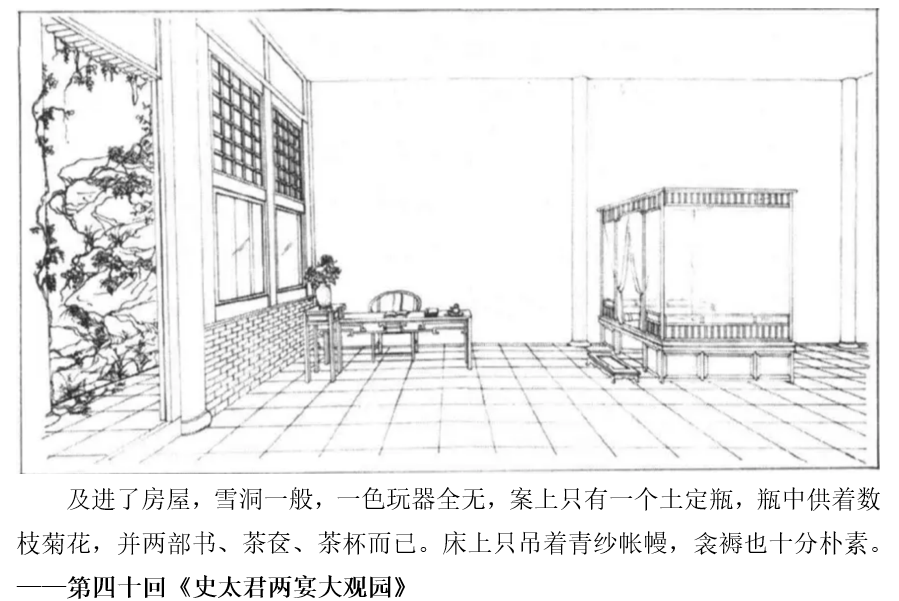 及进了房屋，雪洞一般，一色玩器全无，案上只有一个土定瓶，瓶中供着数
枝菊花，并两部书、茶奁、茶杯而已。床上只吊着青纱帐幔，衾褥也十分朴素。
——第四十回《史太君两宴大观园》